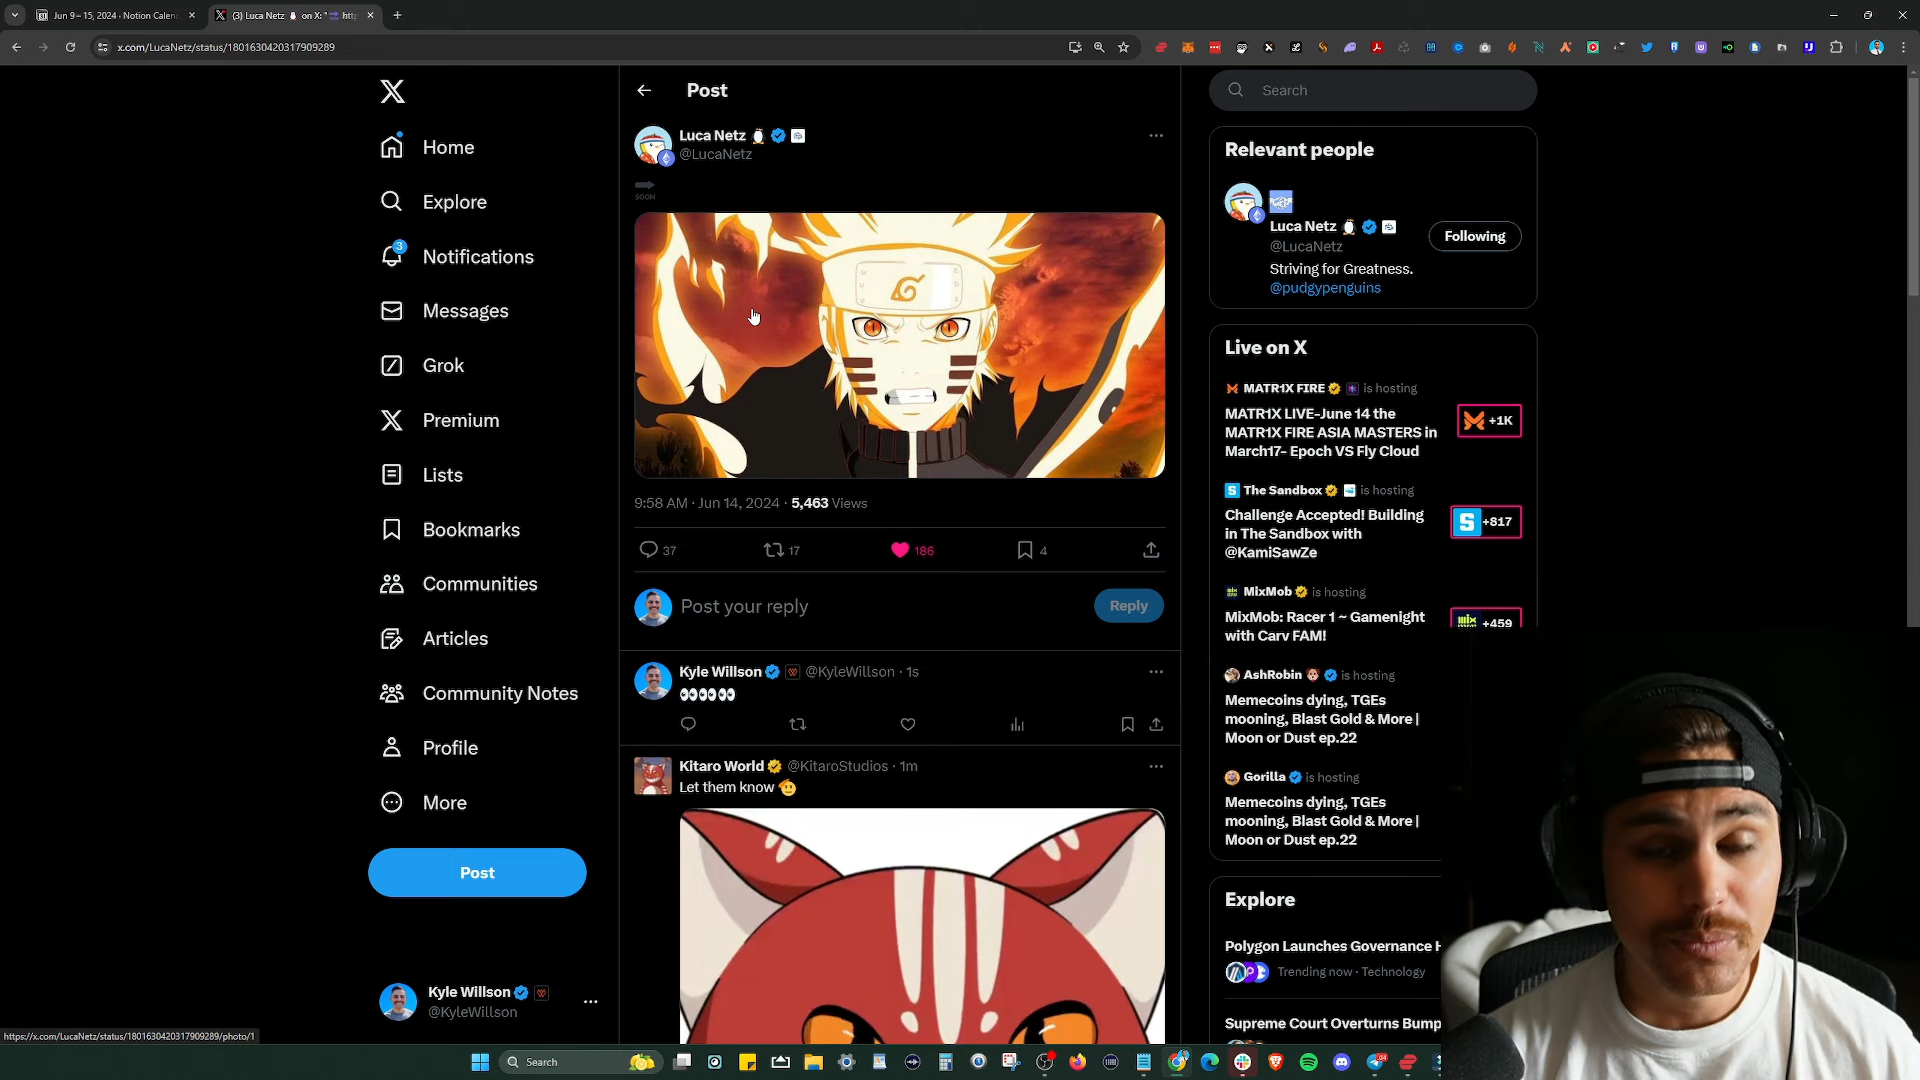 Jun 9 – 15, 2024 · Notion Calen
(3) Luca Netz on X: " htt
x.com/LucaNetz/status/1801630420317909289
Home
Explore
3
Notifications
Messages
Grok
Premium
Lists
Bookmarks
Communities
Articles
Community Notes
Profile
More
Post
Kyle Willson
@KyleWillson
Post
Luca Netz
@LucaNetz
SOON
9:58 AM · Jun 14, 2024 · 5,463 Views
37
17
186
4
Post your reply
Reply
Kyle Willson @KyleWillson · 1s
👀👀👀
Kitaro World @KitaroStudios · 1m
Let them know 🫡
Search
Relevant people
Luca Netz
@LucaNetz
Following
Striving for Greatness.
@pudgypenguins
Live on X
MATR1X FIRE is hosting
MATR1X LIVE-June 14 the
MATR1X FIRE ASIA MASTERS in
March17- Epoch VS Fly Cloud
+1K
The Sandbox is hosting
Challenge Accepted! Building
in The Sandbox with
@KamiSawZe
+817
MixMob is hosting
MixMob: Racer 1 ~ Gamenight
with Carv FAM!
+459
AshRobin is hosting
Memecoins dying, TGEs
mooning, Blast Gold & More |
Moon or Dust ep.22
Gorilla is hosting
Memecoins dying, TGEs
mooning, Blast Gold & More |
Moon or Dust ep.22
Explore
Polygon Launches Governance H
Trending now · Technology
Supreme Court Overturns Bump
https://x.com/LucaNetz/status/1801630420317909289/photo/1
Search